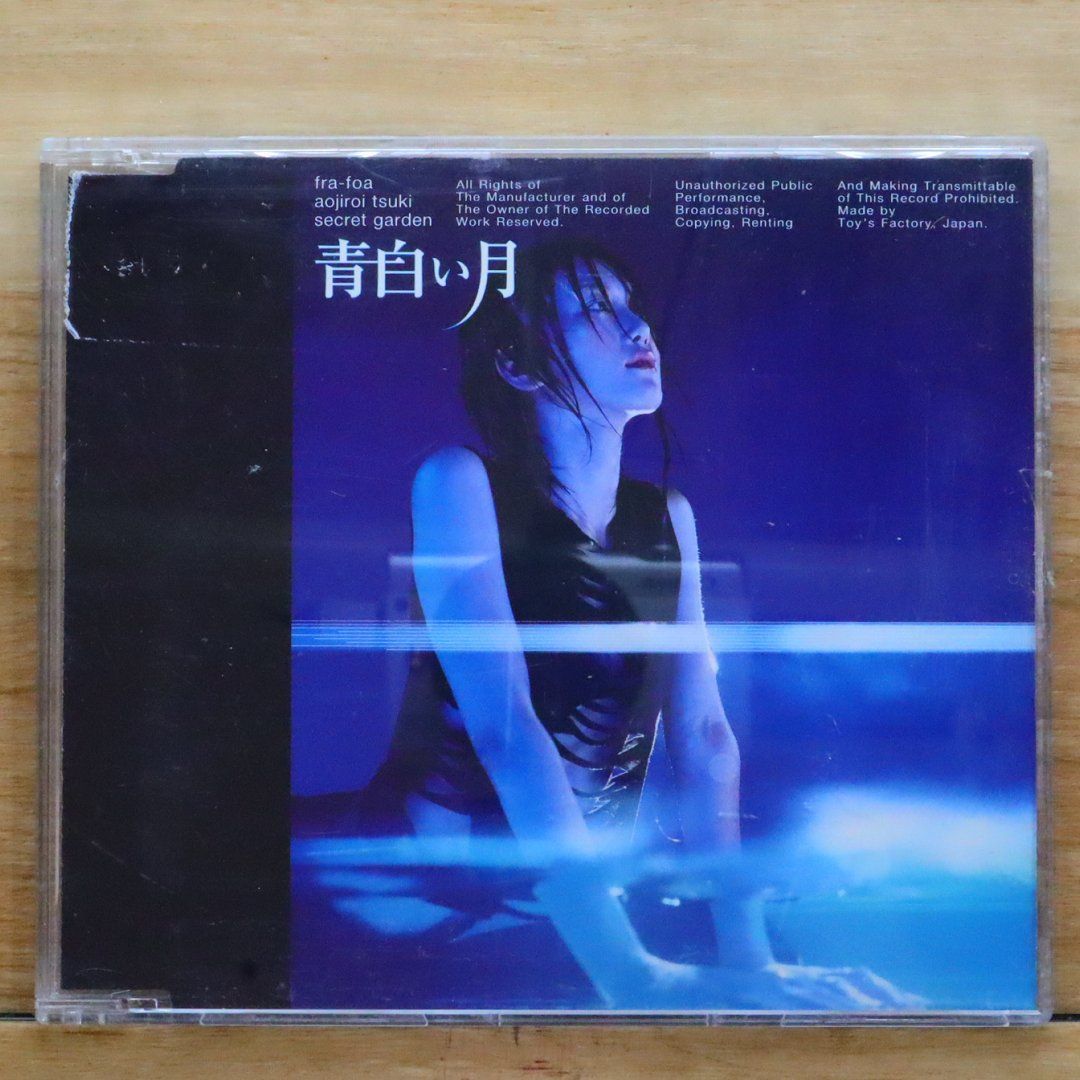 fra-foa
aojiroi tsuki
secret garden
All Rights of
The Manufacturer and of
The Owner of The Recorded
Work Reserved.
Unauthorized Public
Performance,
Broadcasting,
Copying, Renting
And Making Transmittable
of This Record Prohibited.
Made by
Toy's Factory, Japan.
青白い月